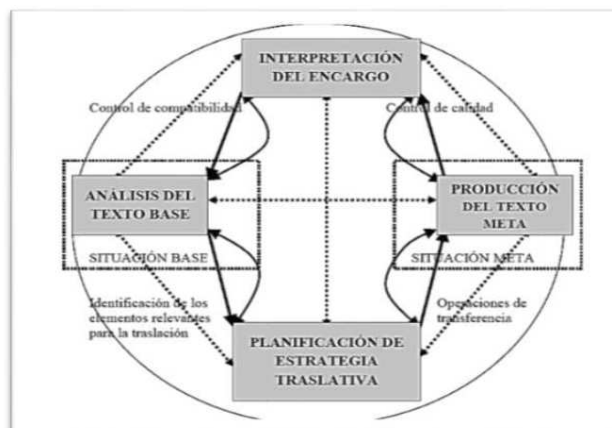 INTERPRETACIÓN
DEL ENCARGO
Control de compatibilidad
Control de calidad
ANÁLISIS DEL
TEXTO BASE
PRODUCCIÓN
DEL TEXTO
META
SITUACIÓN BASE
SITUACIÓN META
Identificación de los
elementos relevantes
para la traslación
Operaciones de
transferencia
PLANIFICACIÓN DE
ESTRATEGIA
TRASLATIVA